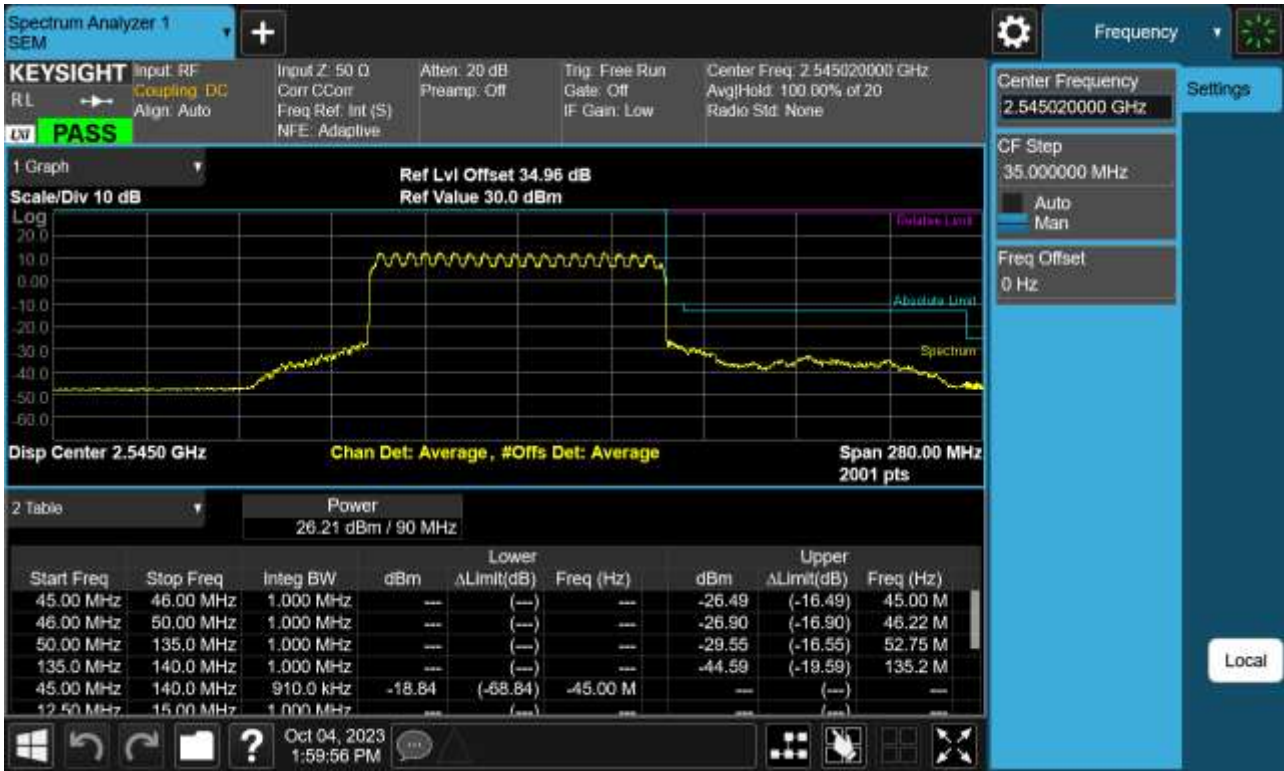 Spectrum Analyzer 1
SEM
Frequency
KEYSIGHT
Input: RF
Input Z: 50 Ω
Atten: 20 dB
Trig: Free Run
Center Freq: 2.545020000 GHz
RL
Coupling: DC
Corr CCorr
Preamp: Off
Gate: Off
Avg|Hold: 100.00% of 20
Align: Auto
Freq Ref: Int (S)
IF Gain: Low
Radio Std: None
LXI
PASS
NFE: Adaptive
Center Frequency
2.545020000 GHz
Settings
CF Step
35.000000 MHz
Auto
Man
Freq Offset
0 Hz
1 Graph
Ref Lvl Offset 34.96 dB
Scale/Div 10 dB
Ref Value 30.0 dBm
Log
Relative Limit
20.0
10.0
0.00
-10.0
Absolute Limit
-20.0
-30.0
Spectrum
-40.0
-50.0
-60.0
Disp Center 2.5450 GHz
Chan Det: Average, #Offs Det: Average
Span 280.00 MHz
2001 pts
2 Table
Power
26.21 dBm / 90 MHz
Lower Upper
Start Freq Stop Freq Integ BW dBm ΔLimit(dB) Freq (Hz) dBm ΔLimit(dB) Freq (Hz)
45.00 MHz 46.00 MHz 1.000 MHz --- (---) --- -26.49 (-16.49) 45.00 M
46.00 MHz 50.00 MHz 1.000 MHz --- (---) --- -26.90 (-16.90) 46.22 M
50.00 MHz 135.0 MHz 1.000 MHz --- (---) --- -29.55 (-16.55) 52.75 M
135.0 MHz 140.0 MHz 1.000 MHz --- (---) --- -44.59 (-19.59) 135.2 M
45.00 MHz 140.0 MHz 910.0 kHz -18.84 (-68.84) -45.00 M --- (---) ---
12.50 MHz 15.00 MHz 1.000 MHz --- (---) --- --- (---) ---
Local
?
Oct 04, 2023
1:59:56 PM